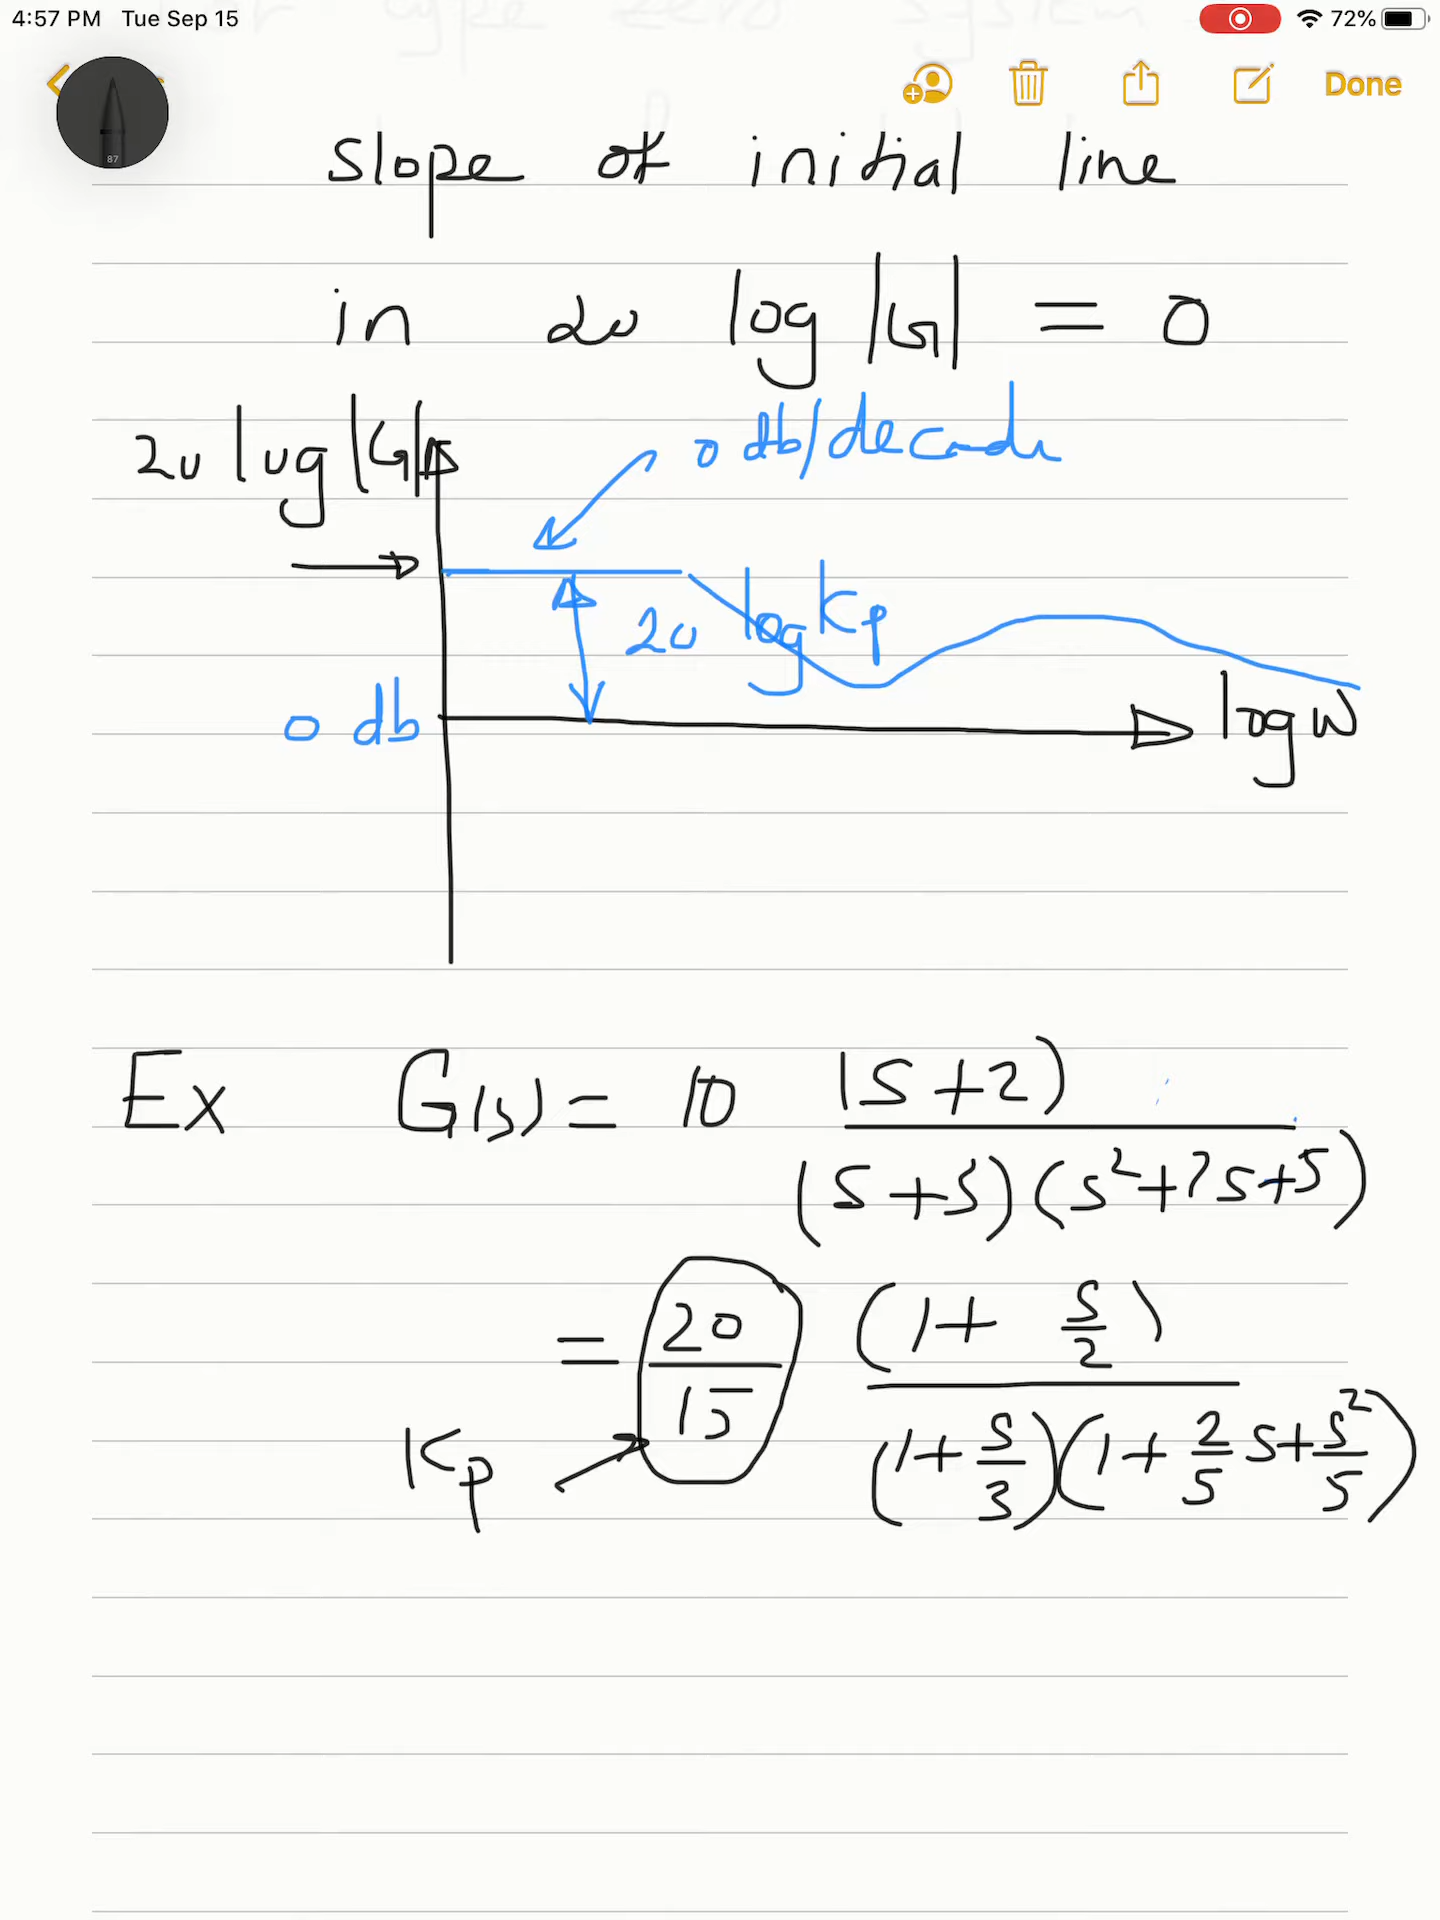 4:57 PM Tue Sep 15 72%
Done
87
slope of initial line
in 20 log |G| = 0
20 log |G|
0 db/decade
20 log Kp
0 db
log W
Ex G(s) = 10 (s+2)
(s+3)(s²+2s+5)
= 20/15 (1+ s/2)
(1+ s/3)(1+ 2/5 s + s²/5)
Kp